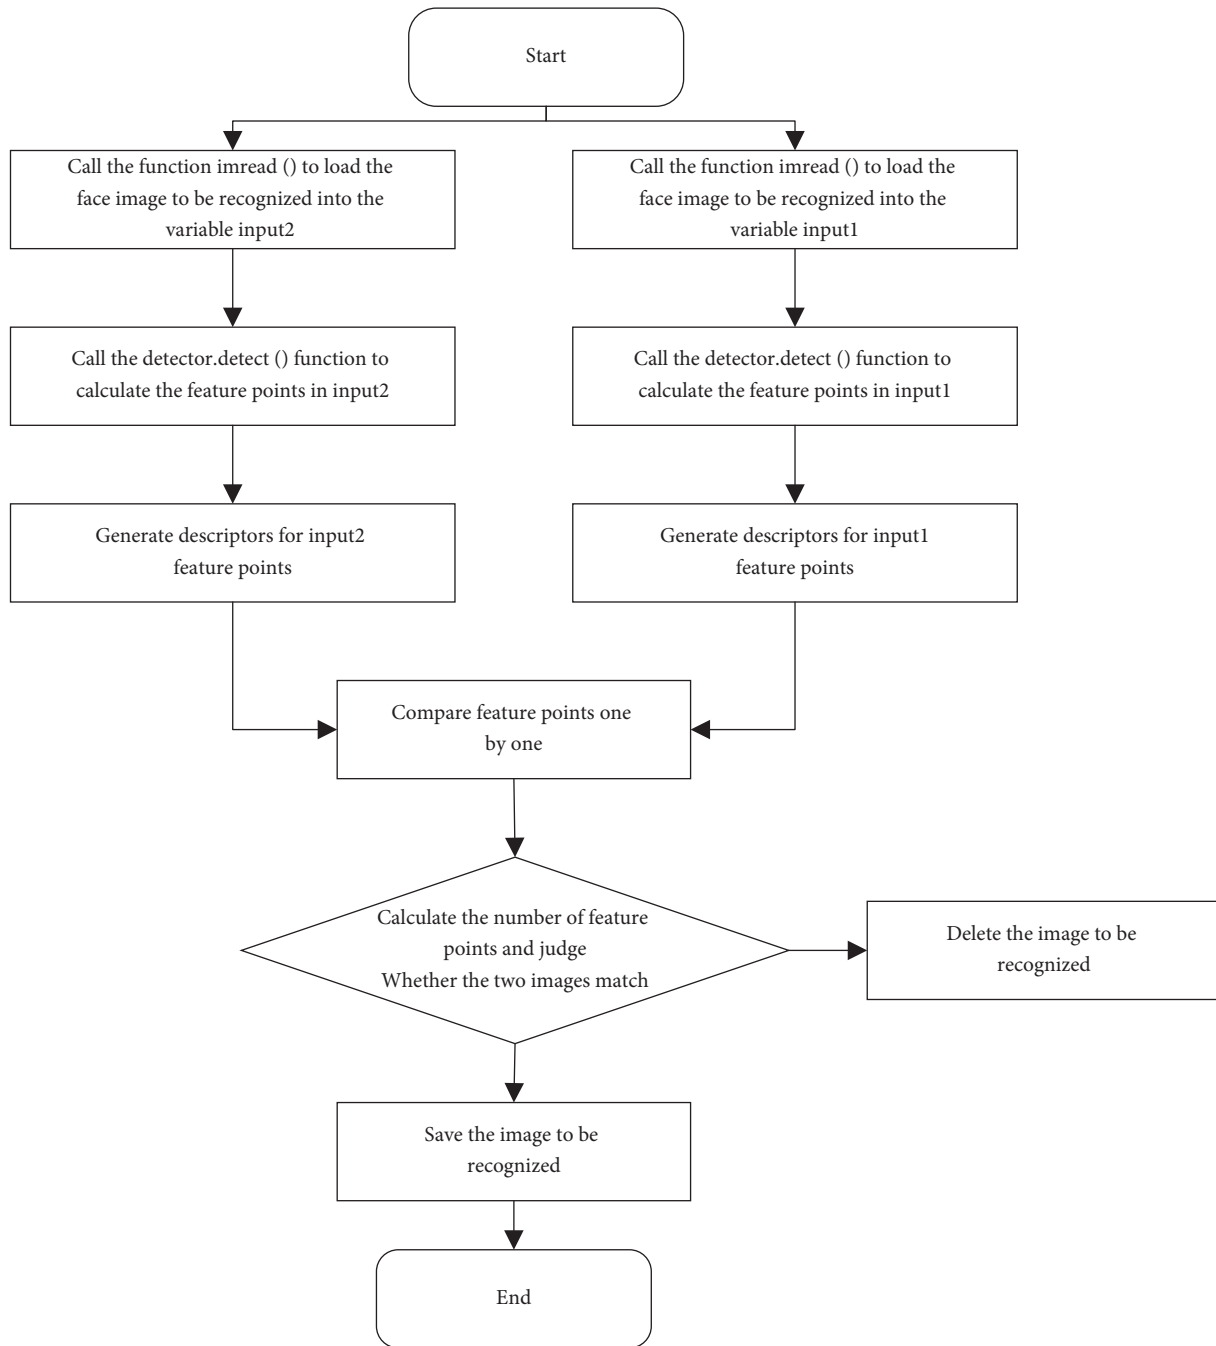 Start
Call the function imread () to load the
face image to be recognized into the
variable input2
Call the function imread () to load the
face image to be recognized into the
variable input1
Call the detector.detect () function to
calculate the feature points in input2
Call the detector.detect () function to
calculate the feature points in input1
Generate descriptors for input2
feature points
Generate descriptors for input1
feature points
Compare feature points one
by one
Calculate the number of feature
points and judge
Whether the two images match
Delete the image to be
recognized
Save the image to be
recognized
End